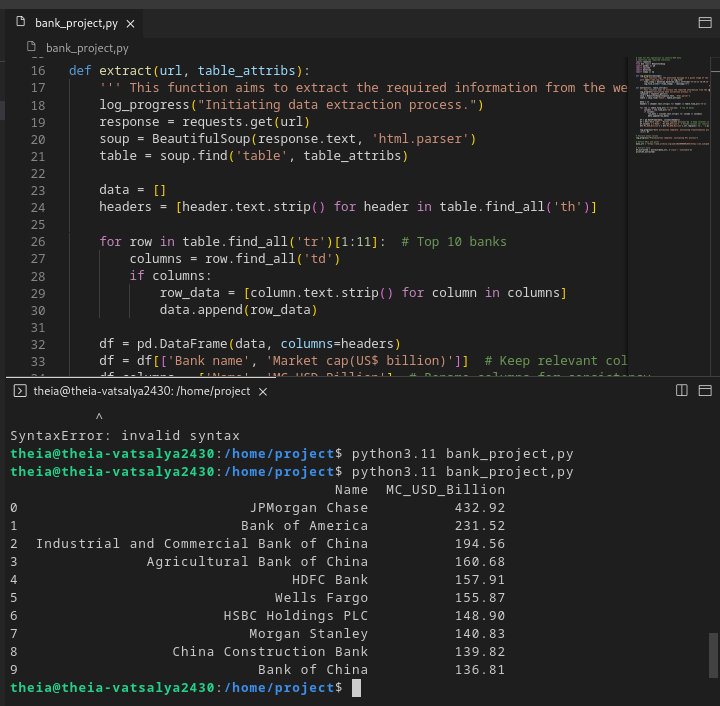 bank_project,py ×
bank_project,py
16 def extract(url, table_attribs):
17 ''' This function aims to extract the required information from the we
18 log_progress("Initiating data extraction process.")
19 response = requests.get(url)
20 soup = BeautifulSoup(response.text, 'html.parser')
21 table = soup.find('table', table_attribs)
22
23 data = []
24 headers = [header.text.strip() for header in table.find_all('th')]
25
26 for row in table.find_all('tr')[1:11]:  # Top 10 banks
27 columns = row.find_all('td')
28 if columns:
29 row_data = [column.text.strip() for column in columns]
30 data.append(row_data)
31
32 df = pd.DataFrame(data, columns=headers)
33 df = df[['Bank name', 'Market cap(US$ billion)']]  # Keep relevant col
theia@theia-vatsalya2430: /home/project ×
^
SyntaxError: invalid syntax
theia@theia-vatsalya2430:/home/project$ python3.11 bank_project,py
theia@theia-vatsalya2430:/home/project$ python3.11 bank_project,py
Name MC_USD_Billion
0 JPMorgan Chase 432.92
1 Bank of America 231.52
2 Industrial and Commercial Bank of China 194.56
3 Agricultural Bank of China 160.68
4 HDFC Bank 157.91
5 Wells Fargo 155.87
6 HSBC Holdings PLC 148.90
7 Morgan Stanley 140.83
8 China Construction Bank 139.82
9 Bank of China 136.81
theia@theia-vatsalya2430:/home/project$